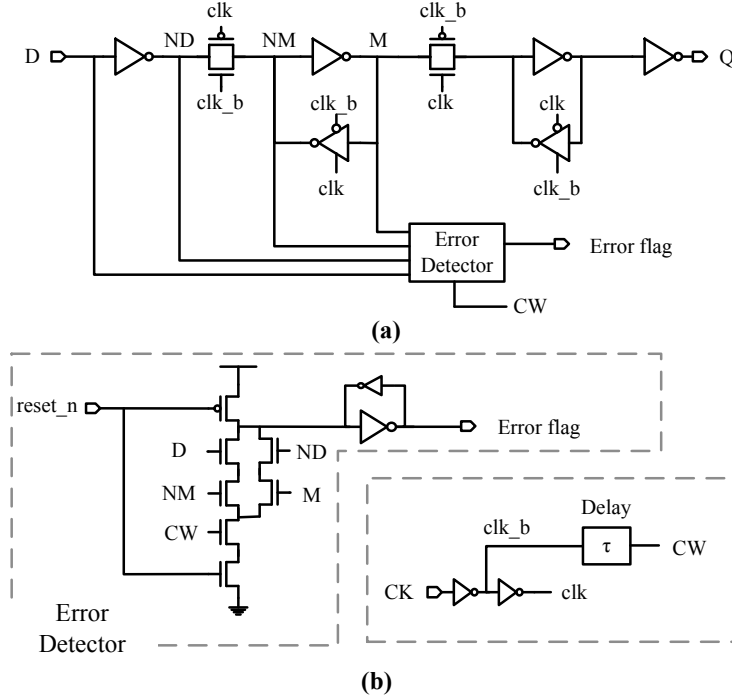 clk clk_b
D ND NM M Q
clk_b clk_b clk clk
clk clk_b
Error Detector Error flag
CW
(a)
reset_n
Error flag
D ND
NM M
CW
Delay
clk_b τ CW
CK clk
Error Detector
(b)